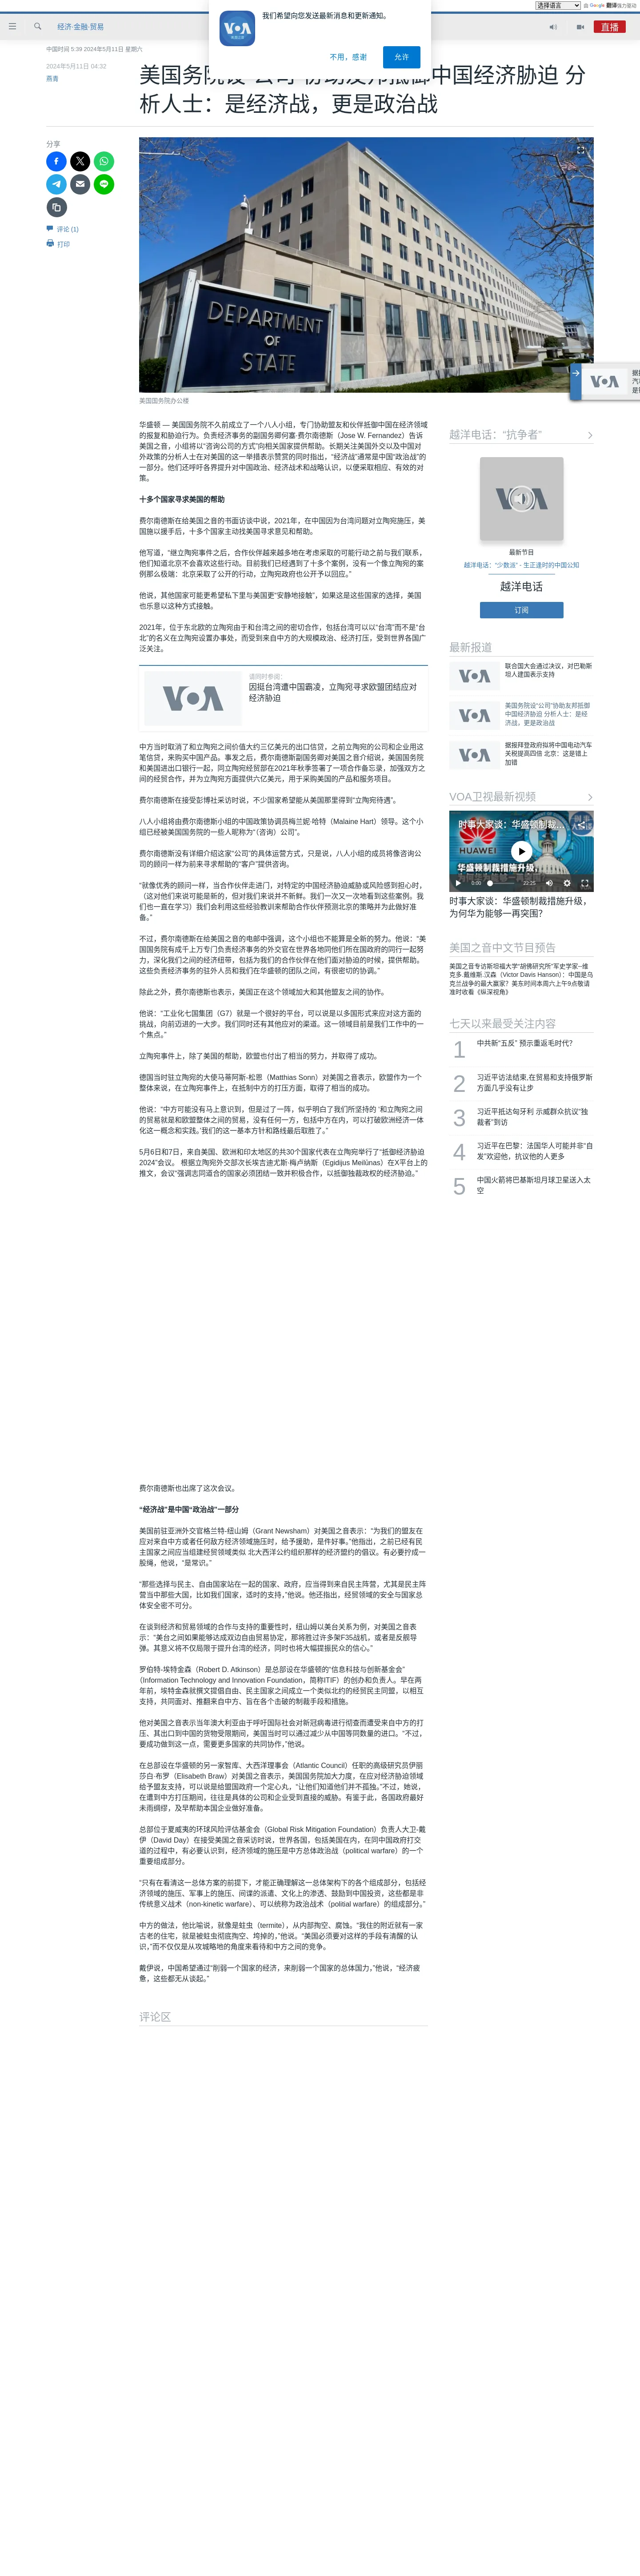 选择语言
由 Google 翻译强力驱动
我们希望向您发送最新消息和更新通知。
不用，感谢
允许
经济·金融·贸易
直播
中国时间 5:39 2024年5月11日 星期六
2024年5月11日 04:32
燕青
中国经济胁迫 分
析人士：是经济战，更是政治战
分享
评论 (1)
打印
DEPARTMENT OF STATE
美国国务院办公楼
华盛顿 — 美国国务院不久前成立了一个八人小组，专门协助盟友和伙伴抵御中国在经济领域
的报复和胁迫行为。负责经济事务的副国务卿何塞·费尔南德斯（Jose W. Fernandez）告诉
美国之音，小组将以“咨询公司的方式”向相关国家提供帮助。长期关注美国外交以及中国对
外政策的分析人士在对美国的这一举措表示赞赏的同时指出，“经济战”通常是中国“政治战”的
一部分。他们还呼吁各界提升对中国政治、经济战术和战略认识，以便采取相应、有效的对
策。
十多个国家寻求美国的帮助
费尔南德斯在给美国之音的书面访谈中说，2021年，在中国因为台湾问题对立陶宛施压，美
国施以援手后，十多个国家主动找美国寻求意见和帮助。
他写道，“继立陶宛事件之后，合作伙伴越来越多地在考虑采取的可能行动之前与我们联系，
他们知道北京不会喜欢这些行动。目前我们已经遇到了十多个案例，没有一个像立陶宛的案
例那么极端：北京采取了公开的行动，立陶宛政府也公开予以回应。”
他说，其他国家可能更希望私下里与美国更“安静地接触”，如果这是这些国家的选择，美国
也乐意以这种方式接触。
2021年，位于东北欧的立陶宛由于和台湾之间的密切合作，包括台湾可以以“台湾”而不是“台
北”的名义在立陶宛设置办事处，而受到来自中方的大规模政治、经济打压，受到世界各国广
泛关注。
请同时参阅：
因挺台湾遭中国霸凌，立陶宛寻求欧盟团结应对
经济胁迫
中方当时取消了和立陶宛之间价值大约三亿美元的出口信贷，之前立陶宛的公司和企业用这
笔信贷，来购买中国产品。事发之后，费尔南德斯副国务卿对美国之音介绍说，美国国务院
和美国进出口银行一起，同立陶宛经贸部在2021年秋季签署了一项合作备忘录，加强双方之
间的经贸合作，并为立陶宛方面提供六亿美元，用于采购美国的产品和服务项目。
费尔南德斯在接受彭博社采访时说，不少国家希望能从美国那里得到“立陶宛待遇”。
八人小组将由费尔南德斯小组的中国政策协调员梅兰妮·哈特（Malaine Hart）领导。这个小
组已经被美国国务院的一些人昵称为“（咨询）公司”。
费尔南德斯没有详细介绍这家“公司”的具体运营方式，只是说，八人小组的成员将像咨询公
司的顾问一样为前来寻求帮助的“客户”提供咨询。
“就像优秀的顾问一样，当合作伙伴走进门，对特定的中国经济胁迫威胁或风险感到担心时，
（这对他们来说可能是新的，但对我们来说并不新鲜。我们一次又一次地看到这些案例。我
们也一直在学习）我们会利用这些经验教训来帮助合作伙伴预测北京的策略并为此做好准
备。”
不过，费尔南德斯在给美国之音的电邮中强调，这个小组也不能算是全新的努力。他说：“美
国国务院有成千上万专门负责经济事务的外交官在世界各地同他们所在国政府的同行一起努
力，深化我们之间的经济纽带，包括为我们的合作伙伴在他们面对胁迫的时候，提供帮助。
这些负责经济事务的驻外人员和我们在华盛顿的团队之间，有很密切的协调。”
除此之外，费尔南德斯也表示，美国正在这个领域加大和其他盟友之间的协作。
他说：“工业化七国集团（G7）就是一个很好的平台，可以说是以多国形式来应对这方面的
挑战，向前迈进的一大步。我们同时还有其他应对的渠道。这一领域目前是我们工作中的一
个焦点。”
立陶宛事件上，除了美国的帮助，欧盟也付出了相当的努力，并取得了成功。
德国当时驻立陶宛的大使马蒂阿斯·松恩（Matthias Sonn）对美国之音表示，欧盟作为一个
整体来说，在立陶宛事件上，在抵制中方的打压方面，取得了相当的成功。
他说：“中方可能没有马上意识到，但是过了一阵，似乎明白了我们所坚持的 ‘和立陶宛之间
的贸易就是和欧盟整体之间的贸易，没有任何一方，包括中方在内，可以打破欧洲经济一体
化这一概念和实践。’我们的这一基本方针和路线最后取胜了。”
5月6日和7日，来自美国、欧洲和印太地区的共30个国家代表在立陶宛举行了“抵御经济胁迫
2024”会议。 根据立陶宛外交部次长埃吉迪尤斯·梅卢纳斯（Egidijus Meilūnas）在X平台上的
推文，会议“强调志同道合的国家必须团结一致并积极合作，以抵御独裁政权的经济胁迫。”
费尔南德斯也出席了这次会议。
“经济战”是中国“政治战”一部分
美国前驻亚洲外交官格兰特·纽山姆（Grant Newsham）对美国之音表示：“为我们的盟友在
应对来自中方或者任何敌方经济领域施压时，给予援助，是件好事。”他指出，之前已经有民
主国家之间应当组建经贸领域类似 北大西洋公约组织那样的经济盟约的倡议。有必要拧成一
股绳，他说，“是常识。”
“那些选择与民主、自由国家站在一起的国家、政府，应当得到来自民主阵营，尤其是民主阵
营当中那些大国，比如我们国家，适时的支持，”他说。他还指出，经贸领域的安全与国家总
体安全密不可分。
在谈到经济和贸易领域的合作与支持的重要性时，纽山姆以美台关系为例，对美国之音表
示：“美台之间如果能够达成双边自由贸易协定，那将胜过许多架F35战机，或者是反舰导
弹。其意义将不仅局限于提升台湾的经济，同时也将大幅提振民众的信心。”
罗伯特·埃特金森（Robert D. Atkinson）是总部设在华盛顿的“信息科技与创新基金会”
（Information Technology and Innovation Foundation，简称ITIF）的创办和负责人。早在两
年前，埃特金森就撰文提倡自由、民主国家之间成立一个类似北约的经贸民主同盟，以相互
支持，共同面对、推翻来自中方、旨在各个击破的制裁手段和措施。
他对美国之音表示当年澳大利亚由于呼吁国际社会对新冠病毒进行彻查而遭受来自中方的打
压、其出口到中国的货物受限期间，美国当时可以通过减少从中国等同数量的进口。“不过，
要成功做到这一点，需要更多国家的共同协作，”他说。
在总部设在华盛顿的另一家智库、大西洋理事会（Atlantic Council）任职的高级研究员伊丽
莎白·布罗（Elisabeth Braw）对美国之音表示，美国国务院加大力度，在应对经济胁迫领域
给予盟友支持，可以说是给盟国政府一个定心丸，“让他们知道他们并不孤独。”不过，她说，
在遭到中方打压期间，往往是具体的公司和企业受到直接的威胁。有鉴于此，各国政府最好
未雨绸缪，及早帮助本国企业做好准备。
总部位于夏威夷的环球风险评估基金会（Global Risk Mitigation Foundation）负责人大卫·戴
伊（David Day）在接受美国之音采访时说，世界各国，包括美国在内，在同中国政府打交
道的过程中，有必要认识到，经济领域的施压是中方总体政治战（political warfare）的一个
重要组成部分。
“只有在看清这一总体方案的前提下，才能正确理解这一总体架构下的各个组成部分，包括经
济领域的施压、军事上的施压、间谍的派遣、文化上的渗透、鼓励到中国投资，这些都是非
传统意义战术（non-kinetic warfare）、可以统称为政治战术（politial warfare）的组成部分。”
中方的做法，他比喻说，就像是蛀虫（termite），从内部掏空、腐蚀。“我住的附近就有一家
古老的住宅，就是被蛀虫彻底掏空、垮掉的，”他说。“美国必须要对这样的手段有清醒的认
识，”而不仅仅是从攻城略地的角度来看待和中方之间的竞争。
戴伊说，中国希望通过“削弱一个国家的经济，来削弱一个国家的总体国力，”他说，“经济疲
惫，这些都无从谈起。”
评论区
越洋电话：“抗争者”
最新节目
越洋电话：“少数派” - 生正逢时的中国公知
越洋电话
订阅
最新报道
联合国大会通过决议，对巴勒斯
坦人建国表示支持
美国务院设“公司”协助友邦抵御
中国经济胁迫 分析人士：是经
济战，更是政治战
据报拜登政府拟将中国电动汽车
关税提高四倍 北京：这是错上
加错
VOA卫视最新视频
时事大家谈：华盛顿制裁...
HUAWEI
华盛顿制裁措施升级，
0:00
22:25
时事大家谈：华盛顿制裁措施升级，
为何华为能够一再突围?
美国之音中文节目预告
美国之音专访斯坦福大学“胡佛研究所”军史学家--维
克多.戴维斯.汉森（Victor Davis Hanson）：中国是乌
克兰战争的最大赢家？美东时间本周六上午9点敬请
准时收看《纵深视角》
七天以来最受关注内容
1 中共新“五反” 预示重返毛时代?
2 习近平访法结束,在贸易和支持俄罗斯
方面几乎没有让步
3 习近平抵达匈牙利 示威群众抗议“独
裁者”到访
4 习近平在巴黎：法国华人可能并非“自
发”欢迎他，抗议他的人更多
5 中国火箭将巴基斯坦月球卫星送入太
空